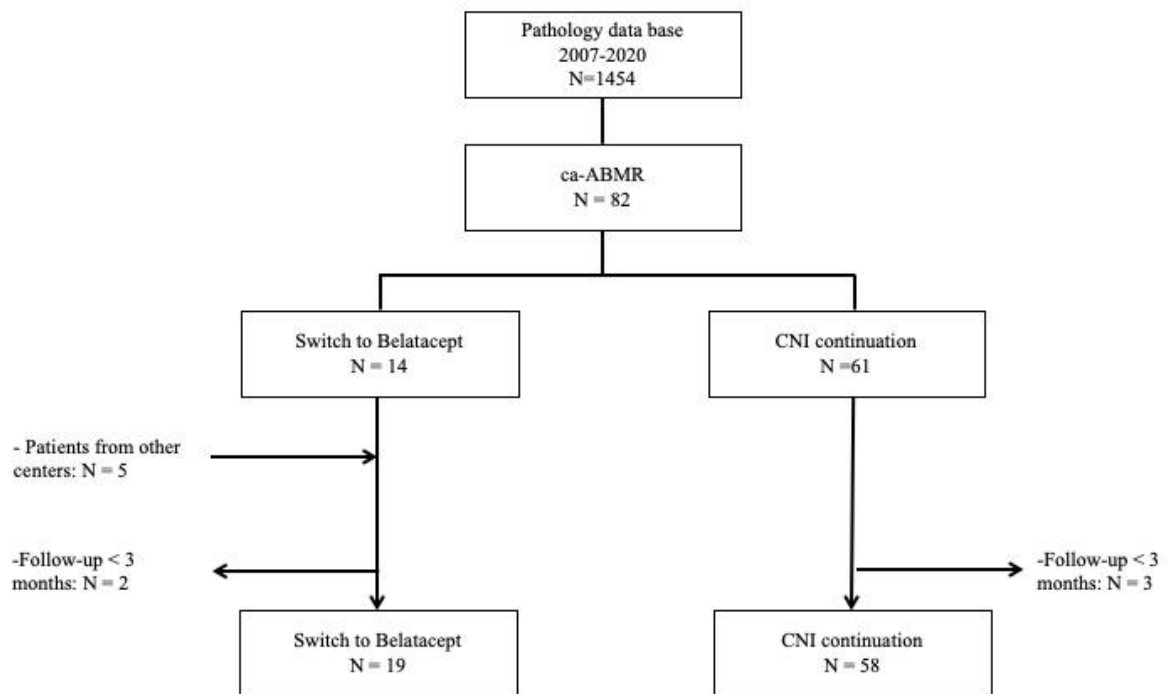 Pathology data base
2007-2020
N=1454
ca-ABMR
N = 82
Switch to Belatacept
N = 14
CNI continuation
N =61
- Patients from other
centers: N = 5
-Follow-up < 3
months: N = 2
-Follow-up < 3
months: N = 3
Switch to Belatacept
N = 19
CNI continuation
N = 58